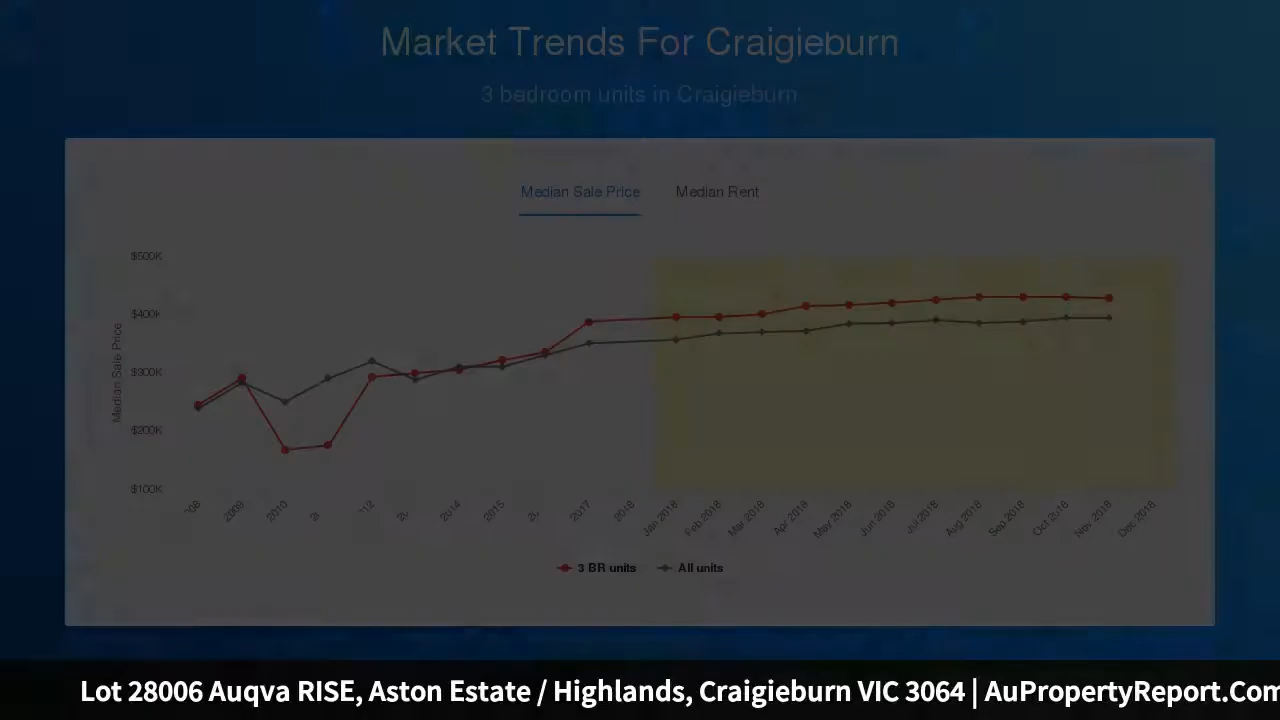 Market Trends For Craigieburn
3 bedroom units in Craigieburn
Median Sale Price Median Rent
$500K
$400K
$300K
$200K
$100K
Median Sale Price
2009 2010 2014 2015 2017 2018 Jan 2018 Feb 2018 Mar 2018 Apr 2018 May 2018 Jun 2018 Jul 2018 Aug 2018 Sep 2018 Oct 2018 Nov 2018 Dec 2018
3 BR units All units
Lot 28006 Auqva RISE, Aston Estate / Highlands, Craigieburn VIC 3064 | AuPropertyReport.Com